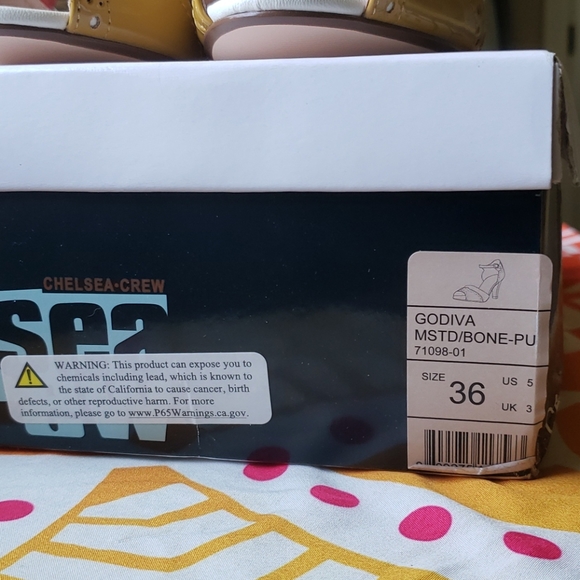 CHELSEA•CREW
sea
WARNING: This product can expose you to
chemicals including lead, which is known to
the state of California to cause cancer, birth
defects, or other reproductive harm. For more
information, please go to www.P65Warnings.ca.gov.
GODIVA
MSTD/BONE-PU
71098-01
SIZE 36 US 5
UK 3